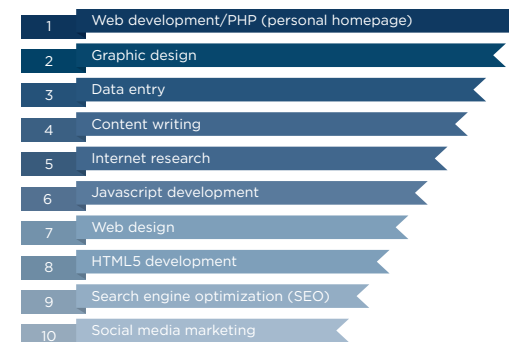 1 Web development/PHP (personal homepage)
2 Graphic design
3 Data entry
4 Content writing
5 Internet research
6 Javascript development
7 Web design
8 HTML5 development
9 Search engine optimization (SEO)
10 Social media marketing